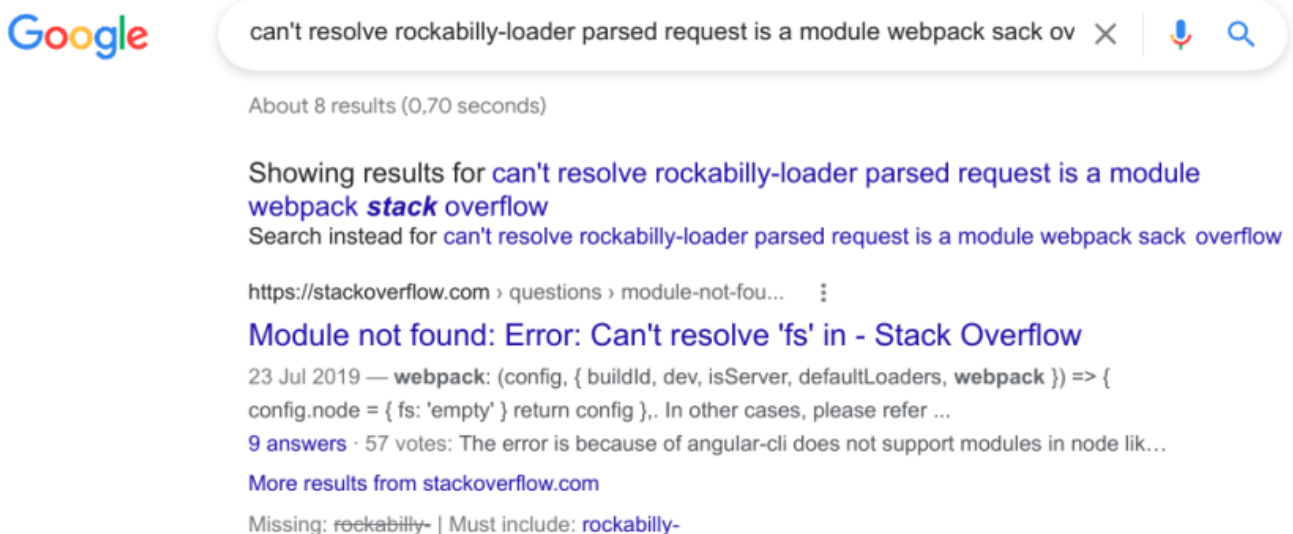 Google
can't resolve rockabilly-loader parsed request is a module webpack sack ov
About 8 results (0,70 seconds)
Showing results for can't resolve rockabilly-loader parsed request is a module
webpack stack overflow
Search instead for can't resolve rockabilly-loader parsed request is a module webpack sack overflow
https://stackoverflow.com › questions › module-not-fou...
Module not found: Error: Can't resolve 'fs' in - Stack Overflow
23 Jul 2019 — webpack: (config, { buildId, dev, isServer, defaultLoaders, webpack }) => {
config.node = { fs: 'empty' } return config },. In other cases, please refer ...
9 answers · 57 votes: The error is because of angular-cli does not support modules in node lik...
More results from stackoverflow.com
Missing: rockabilly- | Must include: rockabilly-